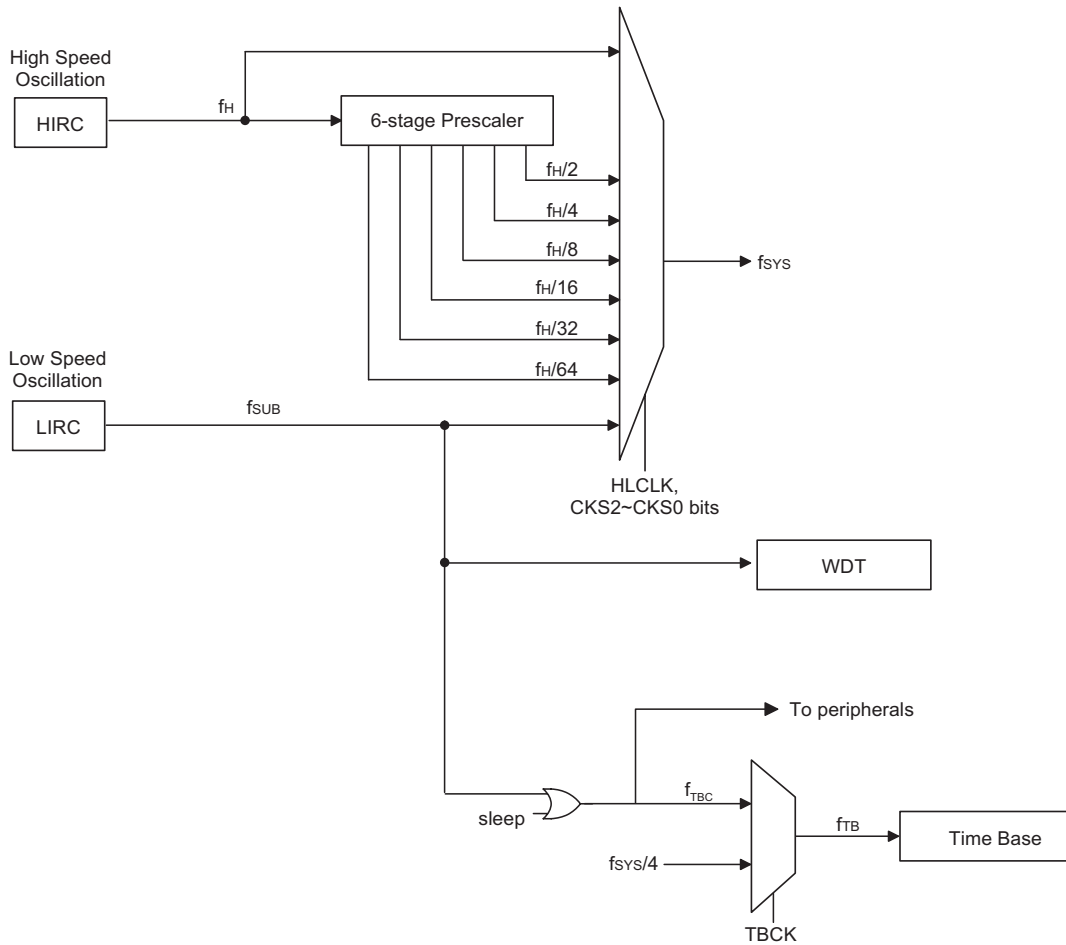 High Speed
Oscillation
HIRC
fH
6-stage Prescaler
fH/2
fH/4
fH/8
fH/16
fH/32
fH/64
fSYS
Low Speed
Oscillation
LIRC
fSUB
HLCLK,
CKS2~CKS0 bits
WDT
To peripherals
sleep
fTBC
fSYS/4
fTB
Time Base
TBCK